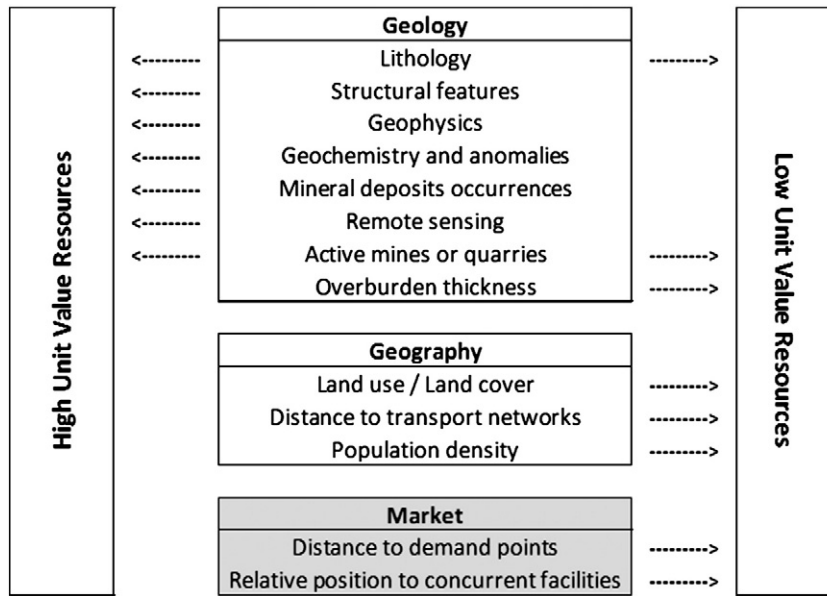 High Unit Value Resources
Geology
<--------- Lithology --------->
<--------- Structural features
<--------- Geophysics
<--------- Geochemistry and anomalies
<--------- Mineral deposits occurrences
<--------- Remote sensing
<--------- Active mines or quarries --------->
Overburden thickness --------->
Geography
Land use / Land cover --------->
Distance to transport networks --------->
Population density --------->
Market
Distance to demand points --------->
Relative position to concurrent facilities --------->
Low Unit Value Resources